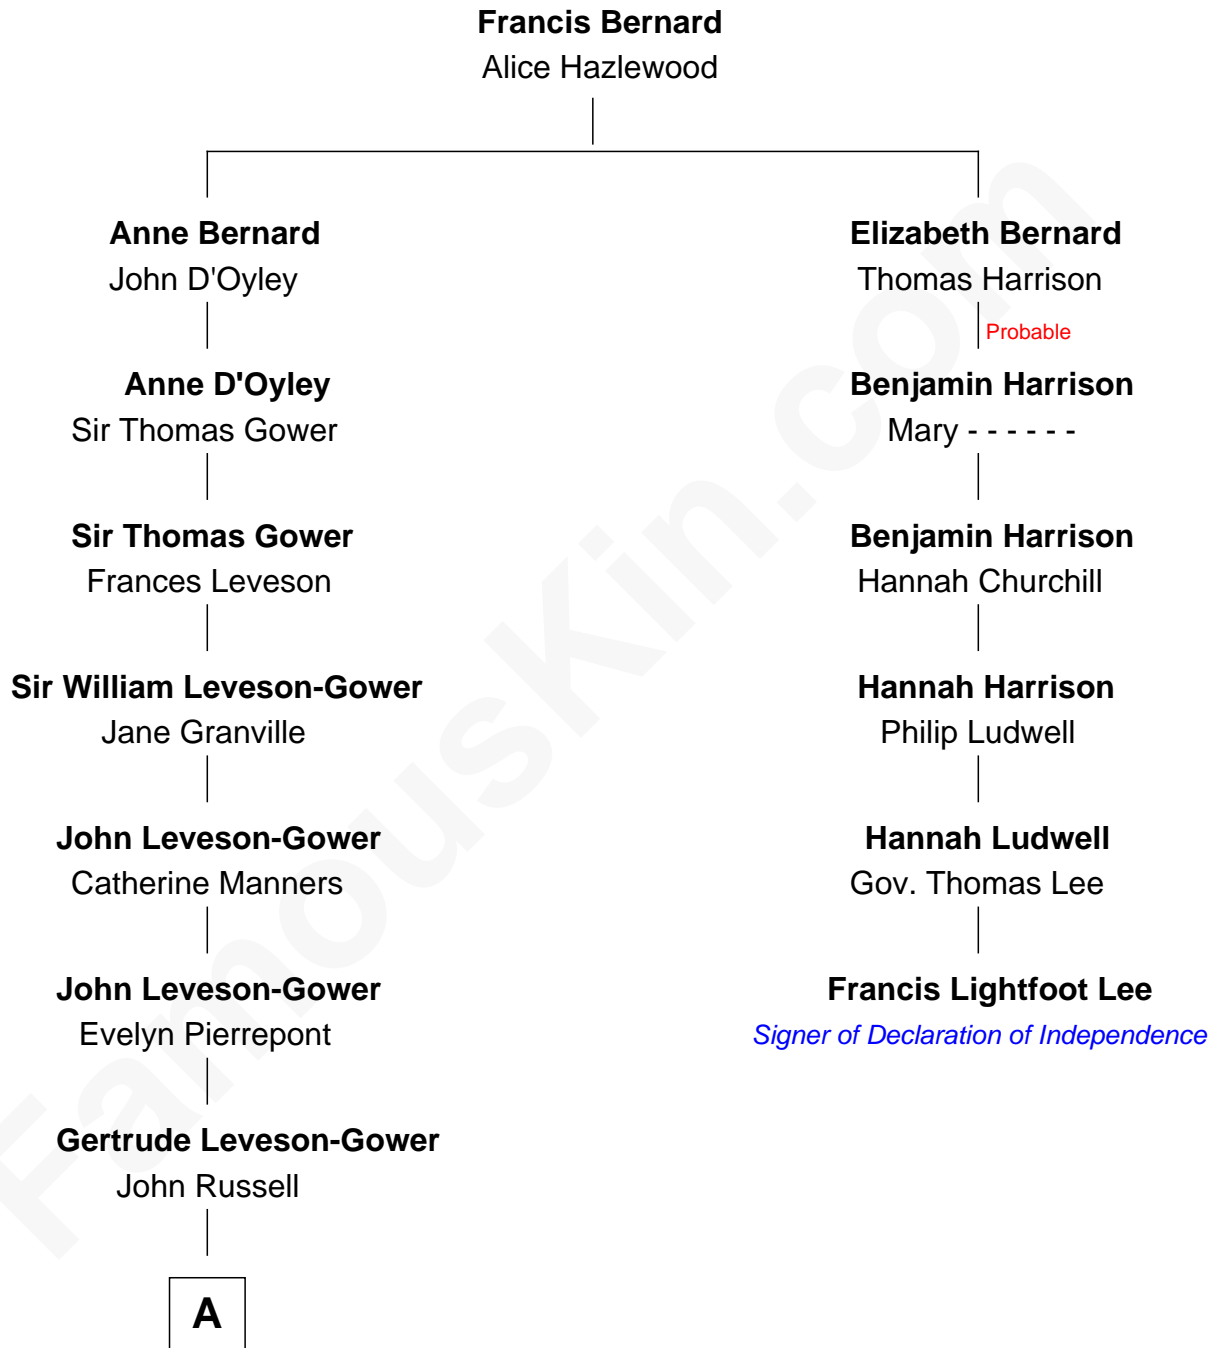 Francis Bernard
Alice Hazlewood
Anne Bernard
John D'Oyley
Elizabeth Bernard
Thomas Harrison
Probable
Anne D'Oyley
Sir Thomas Gower
Benjamin Harrison
Mary - - - - - -
Sir Thomas Gower
Frances Leveson
Benjamin Harrison
Hannah Churchill
Sir William Leveson-Gower
Jane Granville
Hannah Harrison
Philip Ludwell
John Leveson-Gower
Catherine Manners
Hannah Ludwell
Gov. Thomas Lee
John Leveson-Gower
Evelyn Pierrepont
Francis Lightfoot Lee
Signer of Declaration of Independence
Gertrude Leveson-Gower
John Russell
A
FamousKin.com